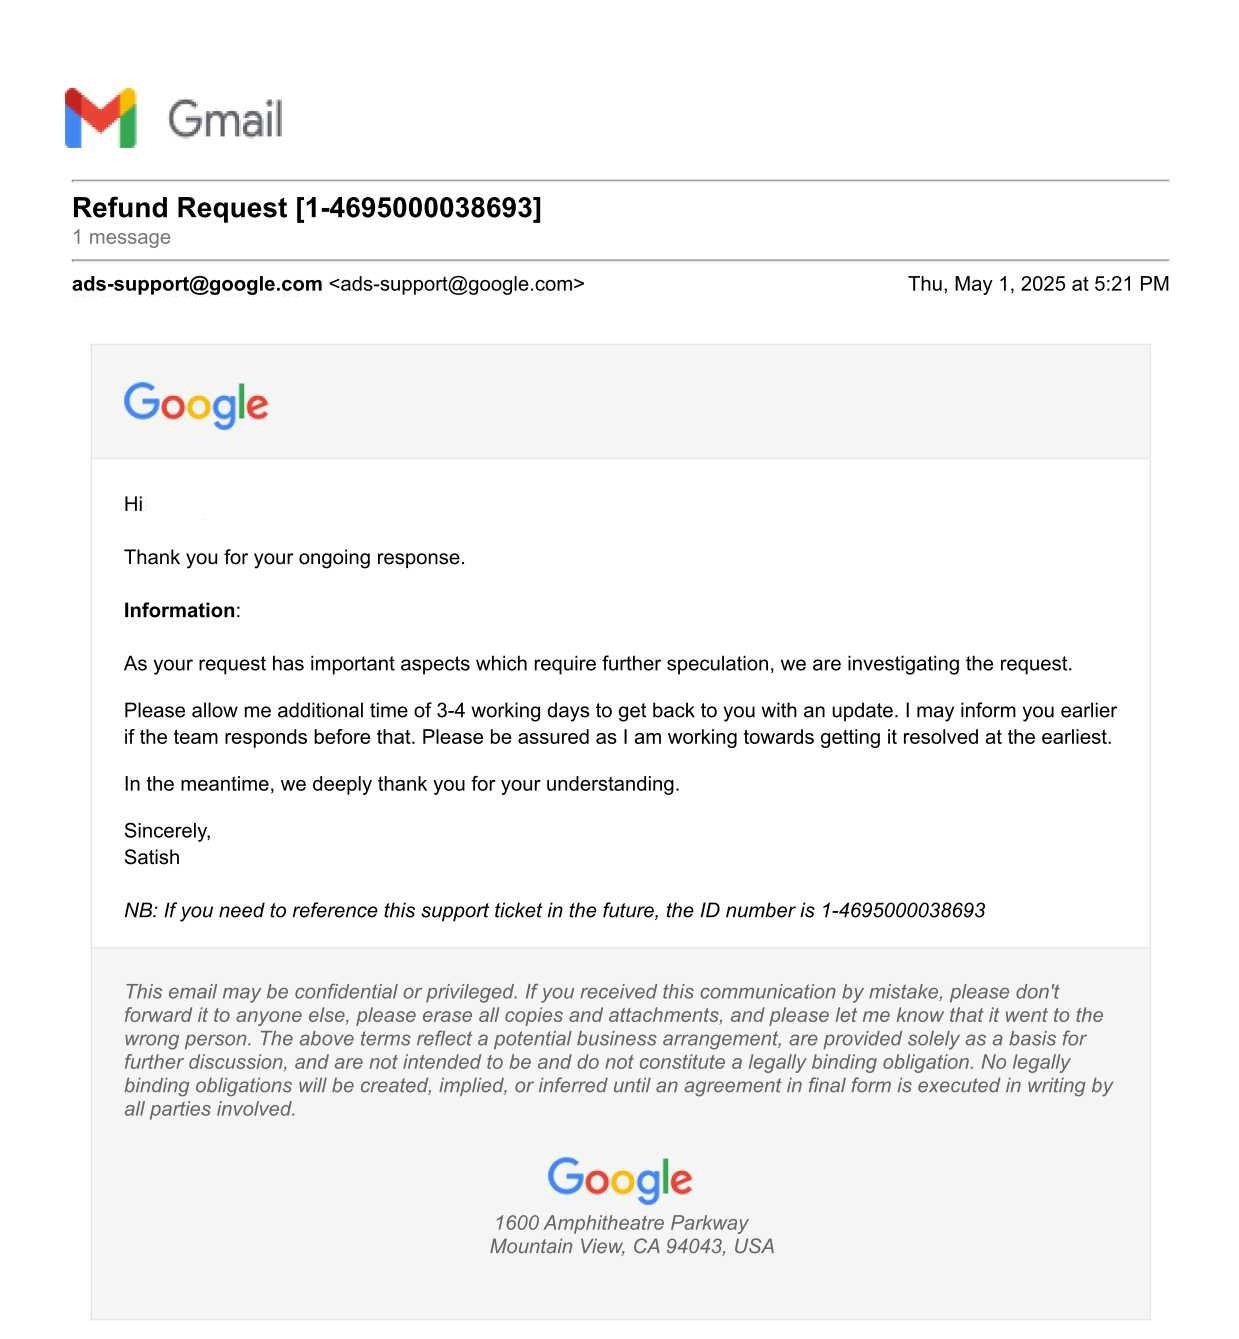 Gmail
Refund Request [1-4695000038693]
1 message
ads-support@google.com <ads-support@google.com>
Thu, May 1, 2025 at 5:21 PM
Google
Hi
Thank you for your ongoing response.
Information:
As your request has important aspects which require further speculation, we are investigating the request.
Please allow me additional time of 3-4 working days to get back to you with an update. I may inform you earlier
if the team responds before that. Please be assured as I am working towards getting it resolved at the earliest.
In the meantime, we deeply thank you for your understanding.
Sincerely,
Satish
NB: If you need to reference this support ticket in the future, the ID number is 1-4695000038693
This email may be confidential or privileged. If you received this communication by mistake, please don't
forward it to anyone else, please erase all copies and attachments, and please let me know that it went to the
wrong person. The above terms reflect a potential business arrangement, are provided solely as a basis for
further discussion, and are not intended to be and do not constitute a legally binding obligation. No legally
binding obligations will be created, implied, or inferred until an agreement in final form is executed in writing by
all parties involved.
Google
1600 Amphitheatre Parkway
Mountain View, CA 94043, USA